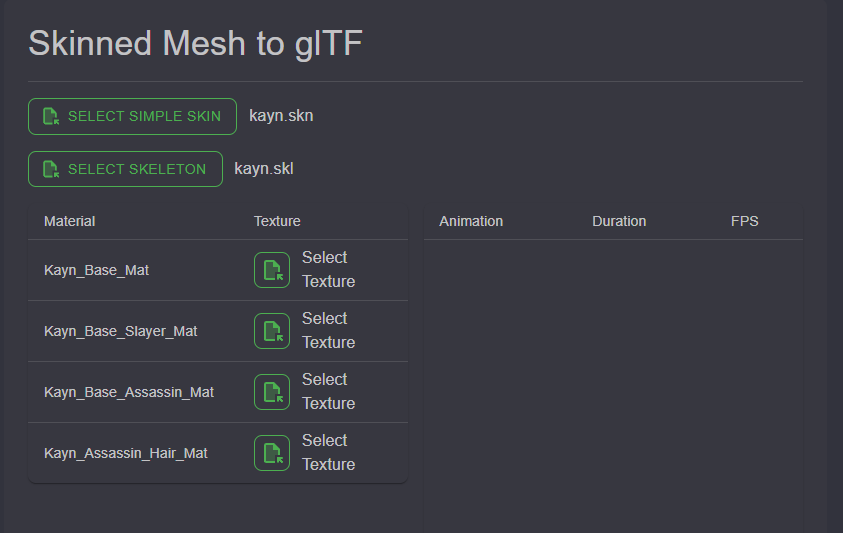 Skinned Mesh to glTF
SELECT SIMPLE SKIN kayn.skn
SELECT SKELETON kayn.skl
Material Texture Animation Duration FPS
Kayn_Base_Mat Select
Texture
Kayn_Base_Slayer_Mat Select
Texture
Kayn_Base_Assassin_Mat Select
Texture
Kayn_Assassin_Hair_Mat Select
Texture